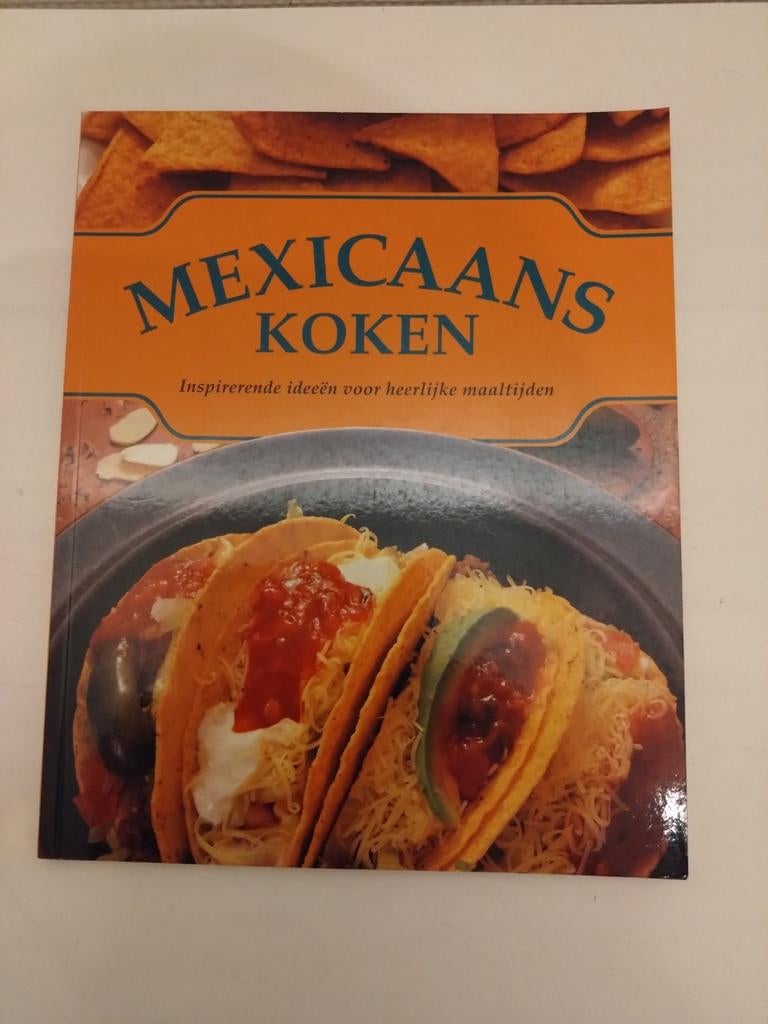 MEXICAANS
KOKEN
Inspirerende ideeën voor heerlijke maaltijden